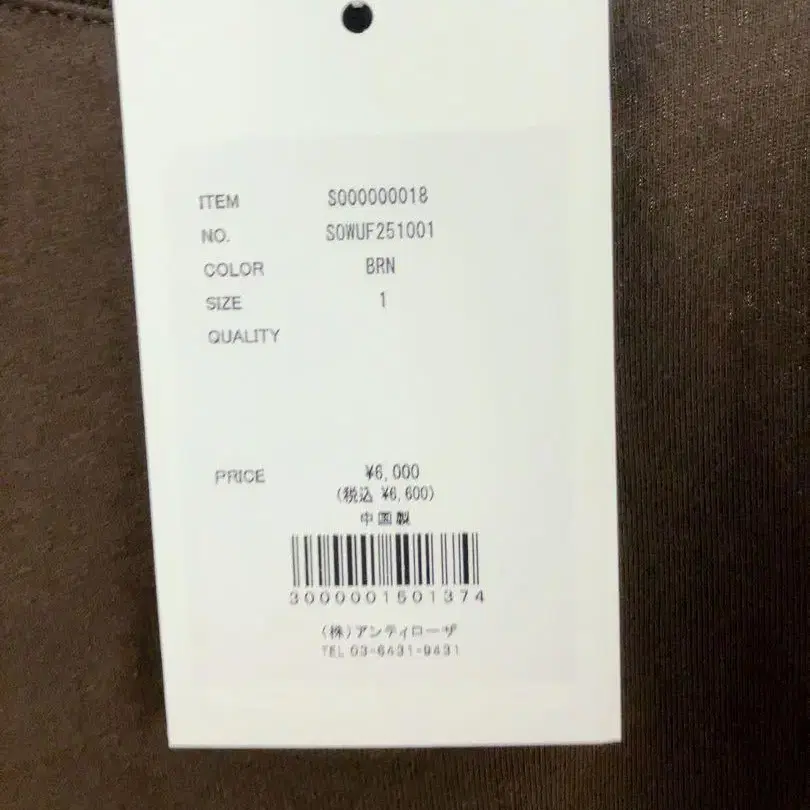 ITEM S000000018
NO. SOWUF251001
COLOR BRN
SIZE 1
QUALITY
PRICE ¥6,000
(税込 ¥6,600)
中国製
3000001501374
(株)アンティローザ
TEL 03-6431-9431